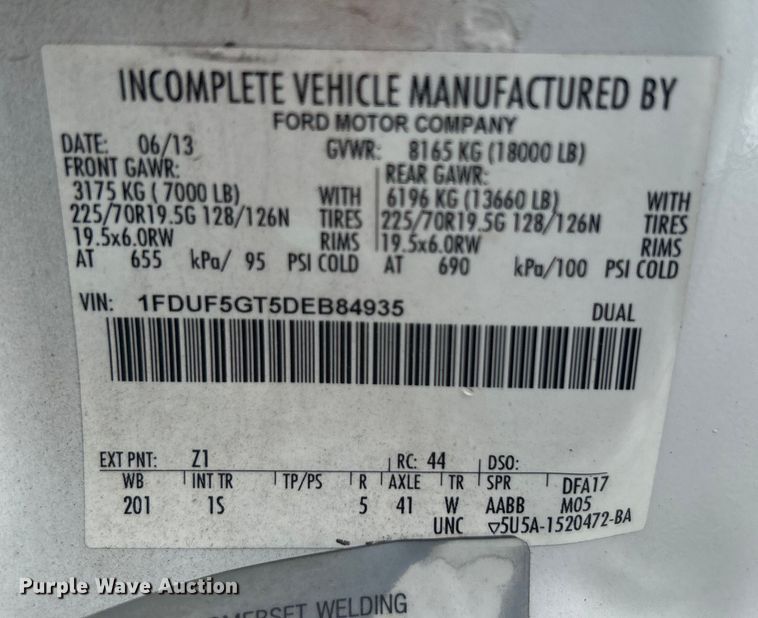 INCOMPLETE VEHICLE MANUFACTURED BY
FORD MOTOR COMPANY
DATE: 06/13 GVWR: 8165 KG (18000 LB)
FRONT GAWR: REAR GAWR:
3175 KG ( 7000 LB) WITH 6196 KG (13660 LB) WITH
225/70R19.5G 128/126N TIRES 225/70R19.5G 128/126N TIRES
19.5x6.0RW RIMS 19.5x6.0RW RIMS
AT 655 kPa/ 95 PSI COLD AT 690 kPa/100 PSI COLD
VIN: 1FDUF5GT5DEB84935 DUAL
EXT PNT: Z1 RC: 44 DSO:
WB INT TR TP/PS R AXLE TR SPR DFA17
201 1S 5 41 W AABB M05
UNC ▽5U5A-1520472-BA
Purple Wave Auction
WELDING